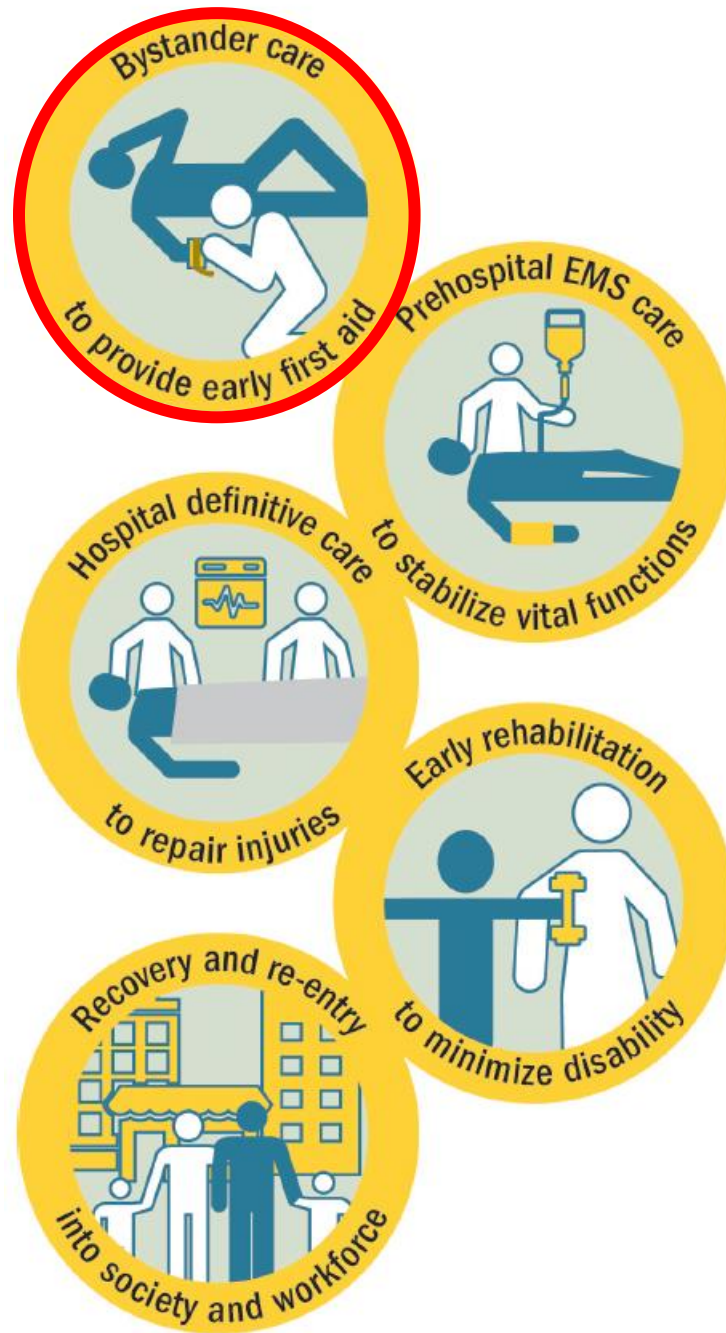 Bystander care
to provide early first aid
Prehospital EMS care
to stabilize vital functions
Hospital definitive care
to repair injuries
Early rehabilitation
to minimize disability
Recovery and re-entry
into society and workforce